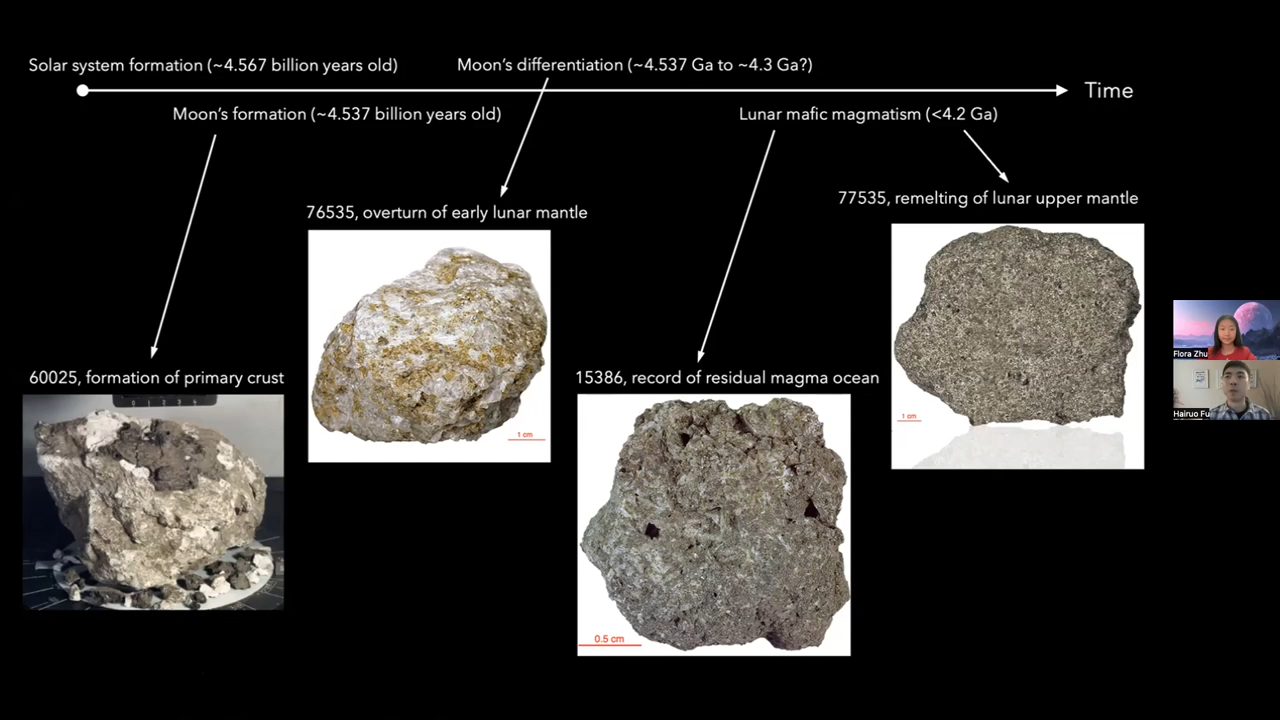 Solar system formation (~4.567 billion years old)
Moon's differentiation (~4.537 Ga to ~4.3 Ga?)
Time
Moon's formation (~4.537 billion years old)
Lunar mafic magmatism (<4.2 Ga)
77535, remelting of lunar upper mantle
76535, overturn of early lunar mantle
60025, formation of primary crust
15386, record of residual magma ocean
1 cm
1 cm
0.5 cm
Flora Zhu
Hairuo Fu